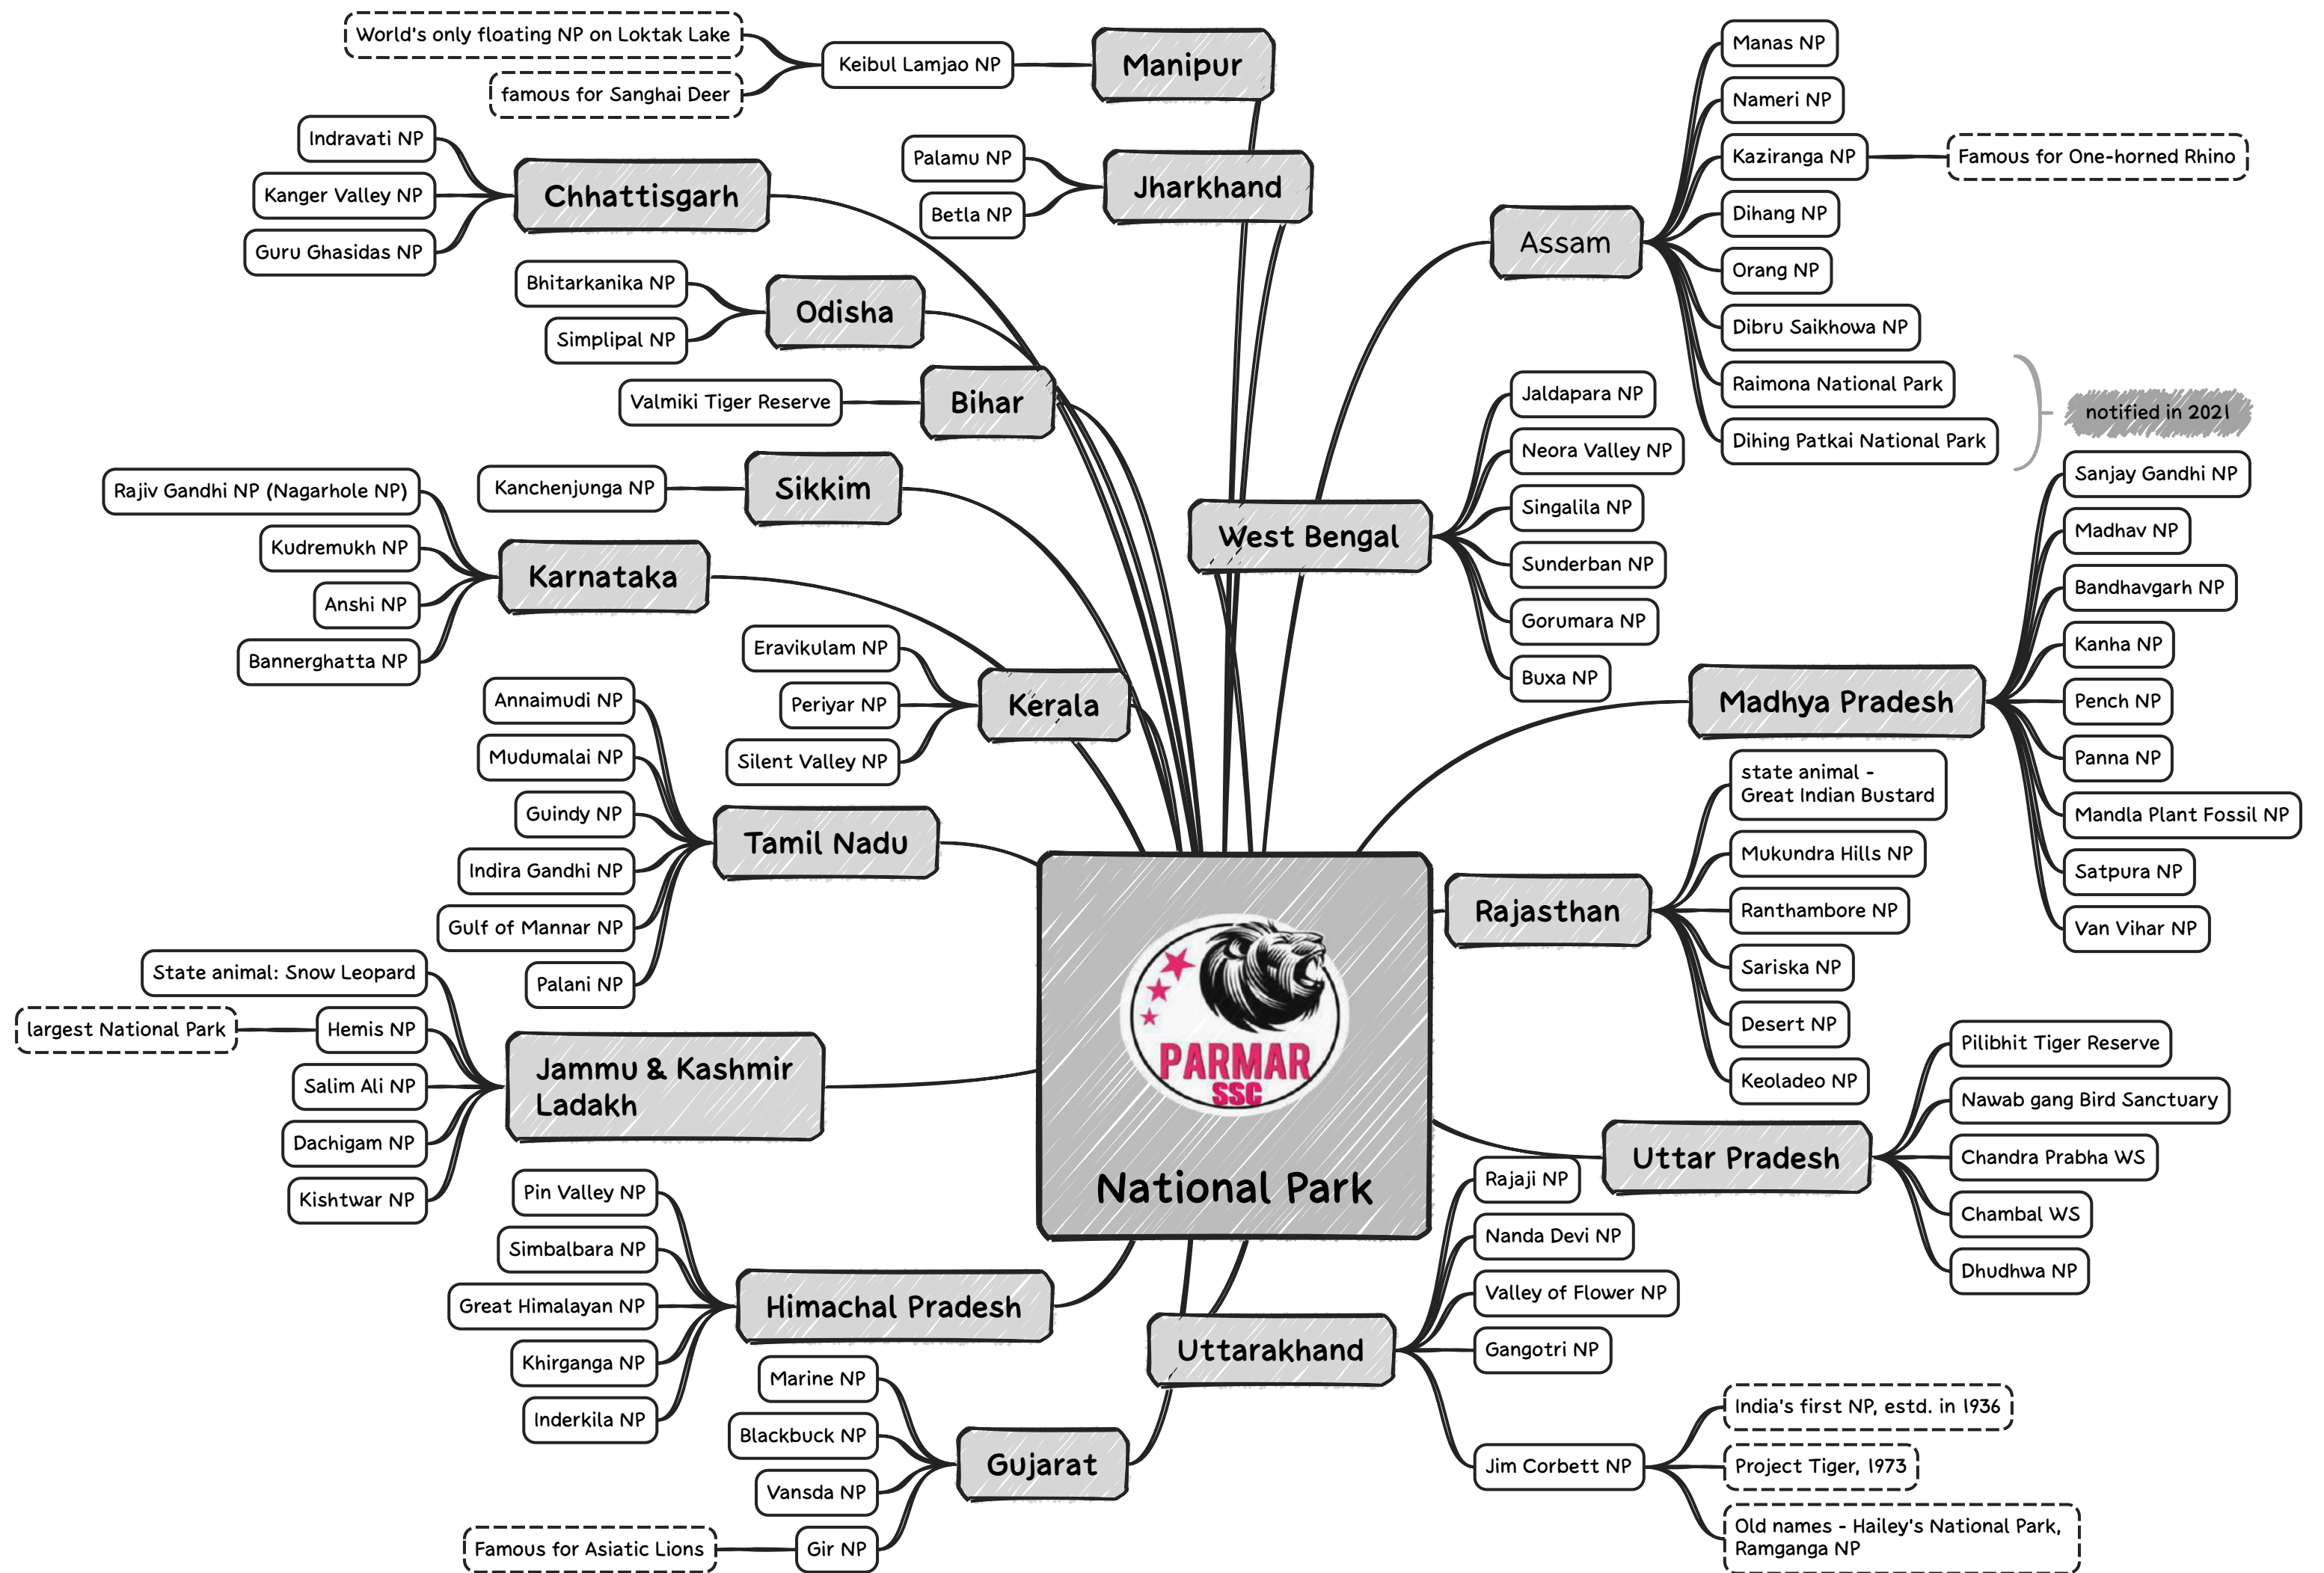 World's only floating NP on Loktak Lake
famous for Sanghai Deer
Keibul Lamjao NP
Manipur
Indravati NP
Kanger Valley NP
Guru Ghasidas NP
Chhattisgarh
Palamu NP
Betla NP
Jharkhand
Bhitarkanika NP
Simplipal NP
Odisha
Valmiki Tiger Reserve
Bihar
Kanchenjunga NP
Sikkim
Rajiv Gandhi NP (Nagarhole NP)
Kudremukh NP
Anshi NP
Bannerghatta NP
Karnataka
Eravikulam NP
Periyar NP
Silent Valley NP
Kerala
Annaimudi NP
Mudumalai NP
Guindy NP
Indira Gandhi NP
Gulf of Mannar NP
Palani NP
Tamil Nadu
State animal: Snow Leopard
largest National Park
Hemis NP
Salim Ali NP
Dachigam NP
Kishtwar NP
Jammu & Kashmir
Ladakh
Pin Valley NP
Simbalbara NP
Great Himalayan NP
Khirganga NP
Inderkila NP
Himachal Pradesh
Marine NP
Blackbuck NP
Vansda NP
Famous for Asiatic Lions
Gir NP
Gujarat
PARMAR
SSC
National Park
Assam
Manas NP
Nameri NP
Kaziranga NP
Famous for One-horned Rhino
Dihang NP
Orang NP
Dibru Saikhowa NP
Raimona National Park
Dihing Patkai National Park
notified in 2021
West Bengal
Jaldapara NP
Neora Valley NP
Singalila NP
Sunderban NP
Gorumara NP
Buxa NP
Madhya Pradesh
Sanjay Gandhi NP
Madhav NP
Bandhavgarh NP
Kanha NP
Pench NP
Panna NP
Mandla Plant Fossil NP
Satpura NP
Van Vihar NP
Rajasthan
state animal -
Great Indian Bustard
Mukundra Hills NP
Ranthambore NP
Sariska NP
Desert NP
Keoladeo NP
Uttar Pradesh
Pilibhit Tiger Reserve
Nawab gang Bird Sanctuary
Chandra Prabha WS
Chambal WS
Dhudhwa NP
Uttarakhand
Rajaji NP
Nanda Devi NP
Valley of Flower NP
Gangotri NP
Jim Corbett NP
India's first NP, estd. in 1936
Project Tiger, 1973
Old names - Hailey's National Park,
Ramganga NP